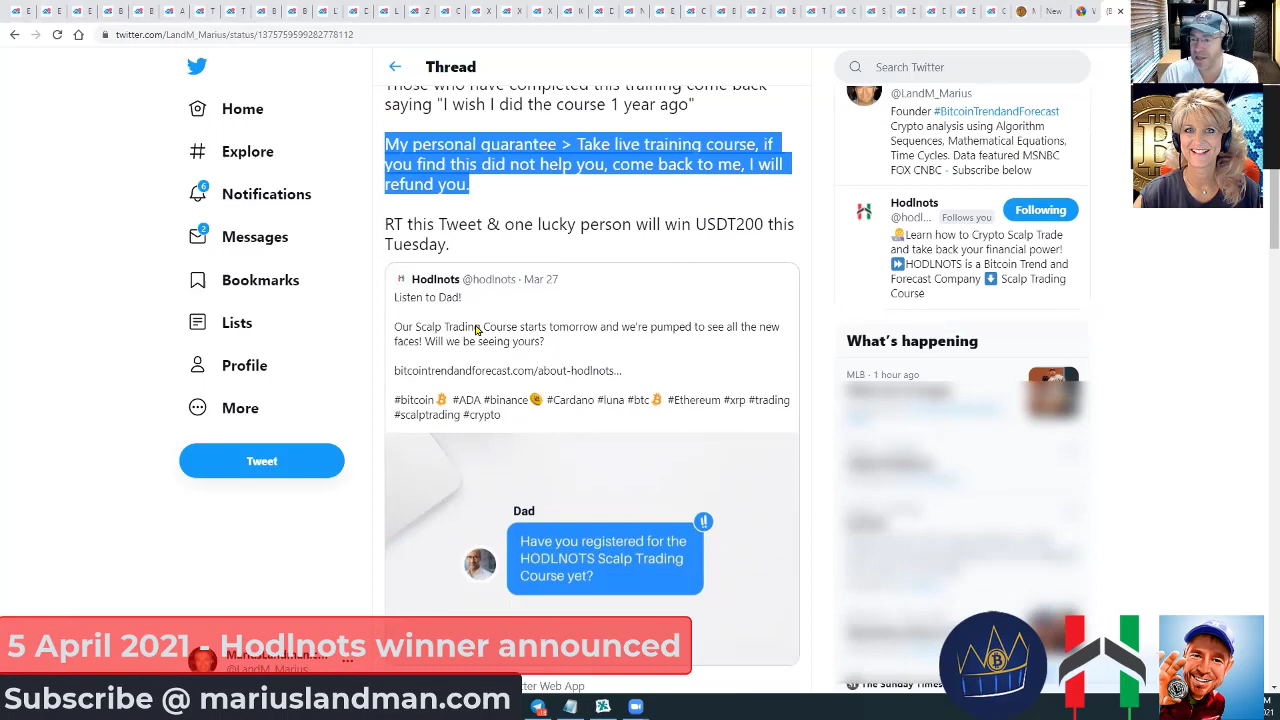 twitter.com/LandM_Marius/status/1375759599282778112
New
Home
Explore
6
Notifications
2
Messages
Bookmarks
Lists
Profile
More
Tweet
Thread
Those who have completed this training come back
saying "I wish I did the course 1 year ago"
My personal guarantee > Take live training course, if
you find this did not help you, come back to me, I will
refund you.
RT this Tweet & one lucky person will win USDT200 this
Tuesday.
Hodlnots @hodlnots · Mar 27
Listen to Dad!
Our Scalp Trading Course starts tomorrow and we're pumped to see all the new
faces! Will we be seeing yours?
bitcointrendandforecast.com/about-hodlnots...
#bitcoin #ADA #binance #Cardano #luna #btc #Ethereum #xrp #trading
#scalptrading #crypto
Dad
Have you registered for the
HODLNOTS Scalp Trading
Course yet?
Search Twitter
@LandM_Marius
Founder #BitcoinTrendandForecast
Crypto analysis using Algorithm
Sequences, Mathematical Equations,
Time Cycles. Data featured MSNBC
FOX CNBC - Subscribe below
Hodlnots
@hodl... Follows you
Following
Learn how to Crypto Scalp Trade
and take back your financial power!
HODLNOTS is a Bitcoin Trend and
Forecast Company Scalp Trading
Course
What's happening
MLB · 1 hour ago
The Sunday Times
5 April 2021 - Hodlnots winner announced
@LandM_Marius
Subscribe @ mariuslandman.com
tter Web App